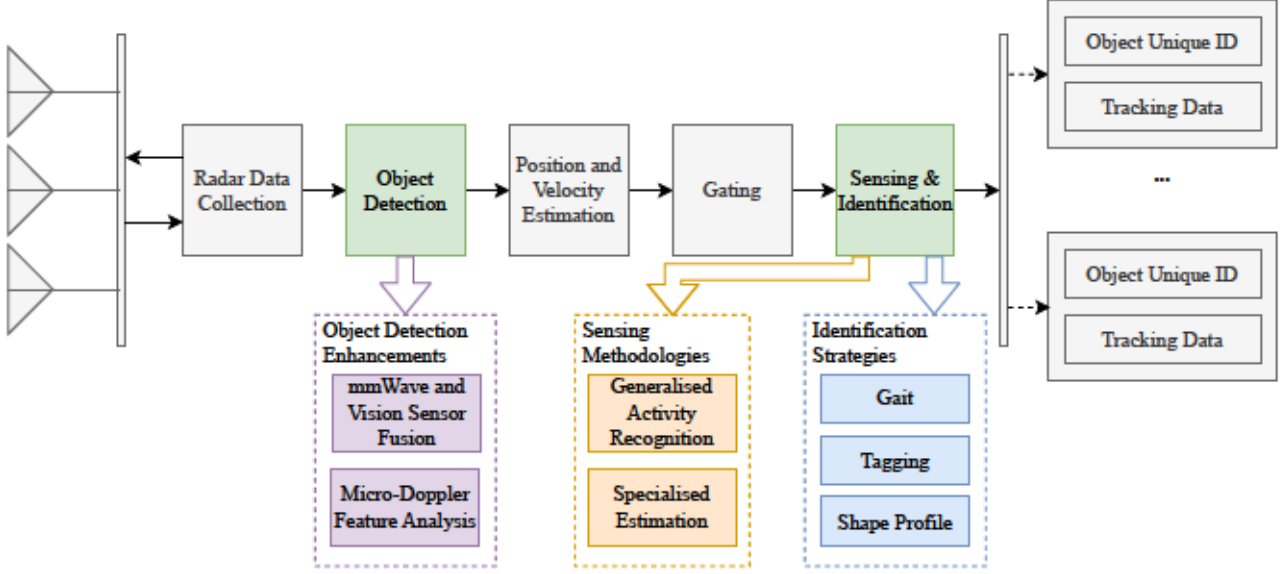 Object Unique ID
Tracking Data
...
Object Unique ID
Tracking Data
Radar Data
Collection
Object
Detection
Position and
Velocity
Estimation
Gating
Sensing &
Identification
Object Detection
Enhancements
mmWave and
Vision Sensor
Fusion
Micro-Doppler
Feature Analysis
Sensing
Methodologies
Generalised
Activity
Recognition
Specialised
Estimation
Identification
Strategies
Gait
Tagging
Shape Profile